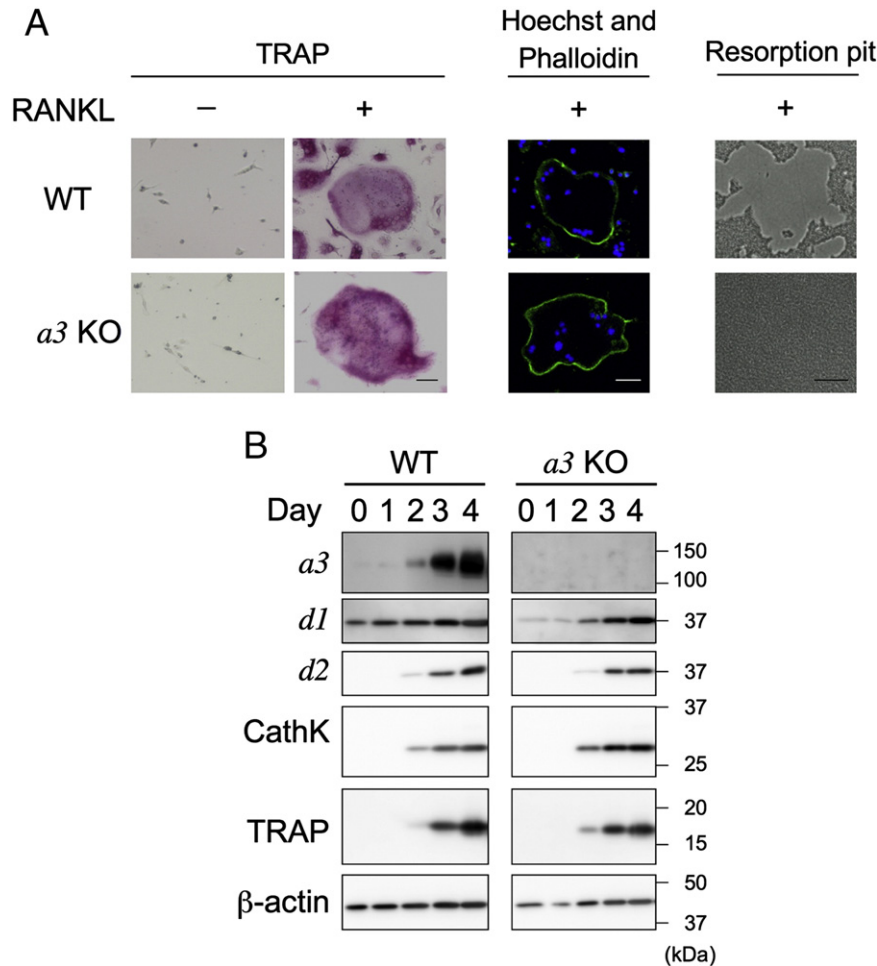 A
TRAP
Hoechst and
Phalloidin
Resorption pit
RANKL
–
+
+
+
WT
a3 KO
B
WT
a3 KO
Day
0 1 2 3 4
0 1 2 3 4
a3
150
100
d1
37
d2
37
CathK
37
25
TRAP
20
15
β-actin
50
37
(kDa)